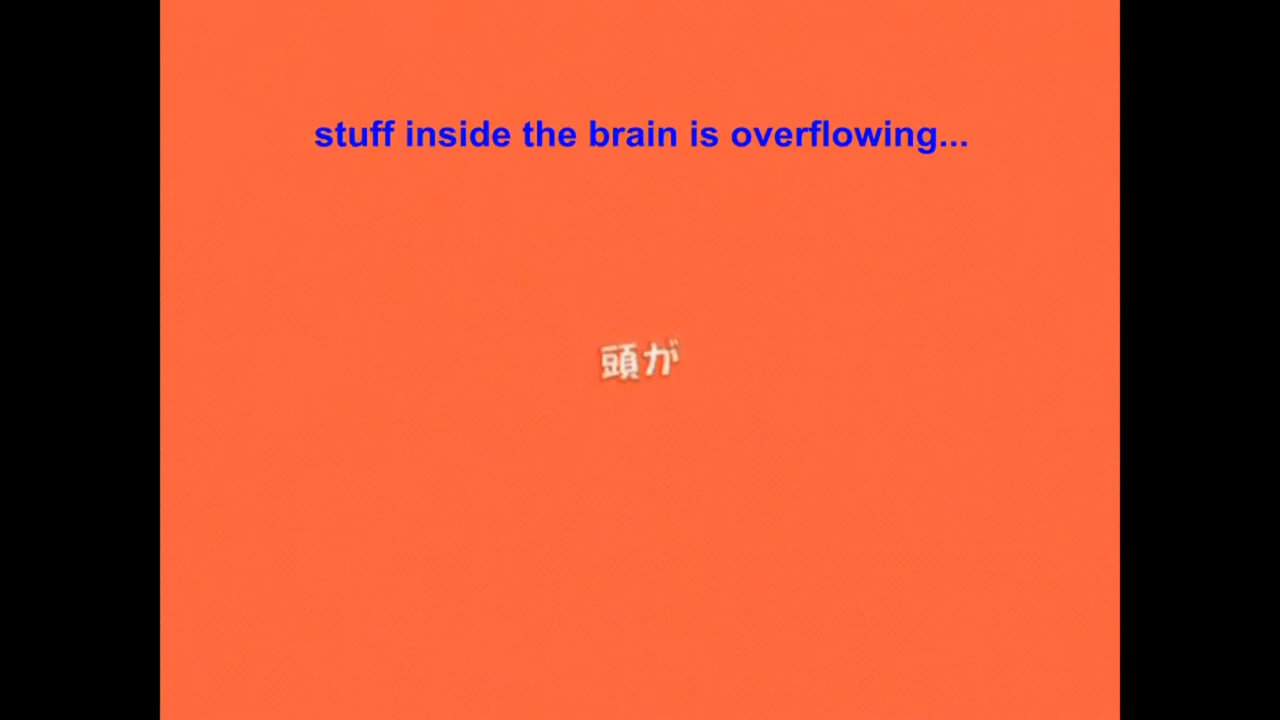 stuff inside the brain is overflowing...
頭が